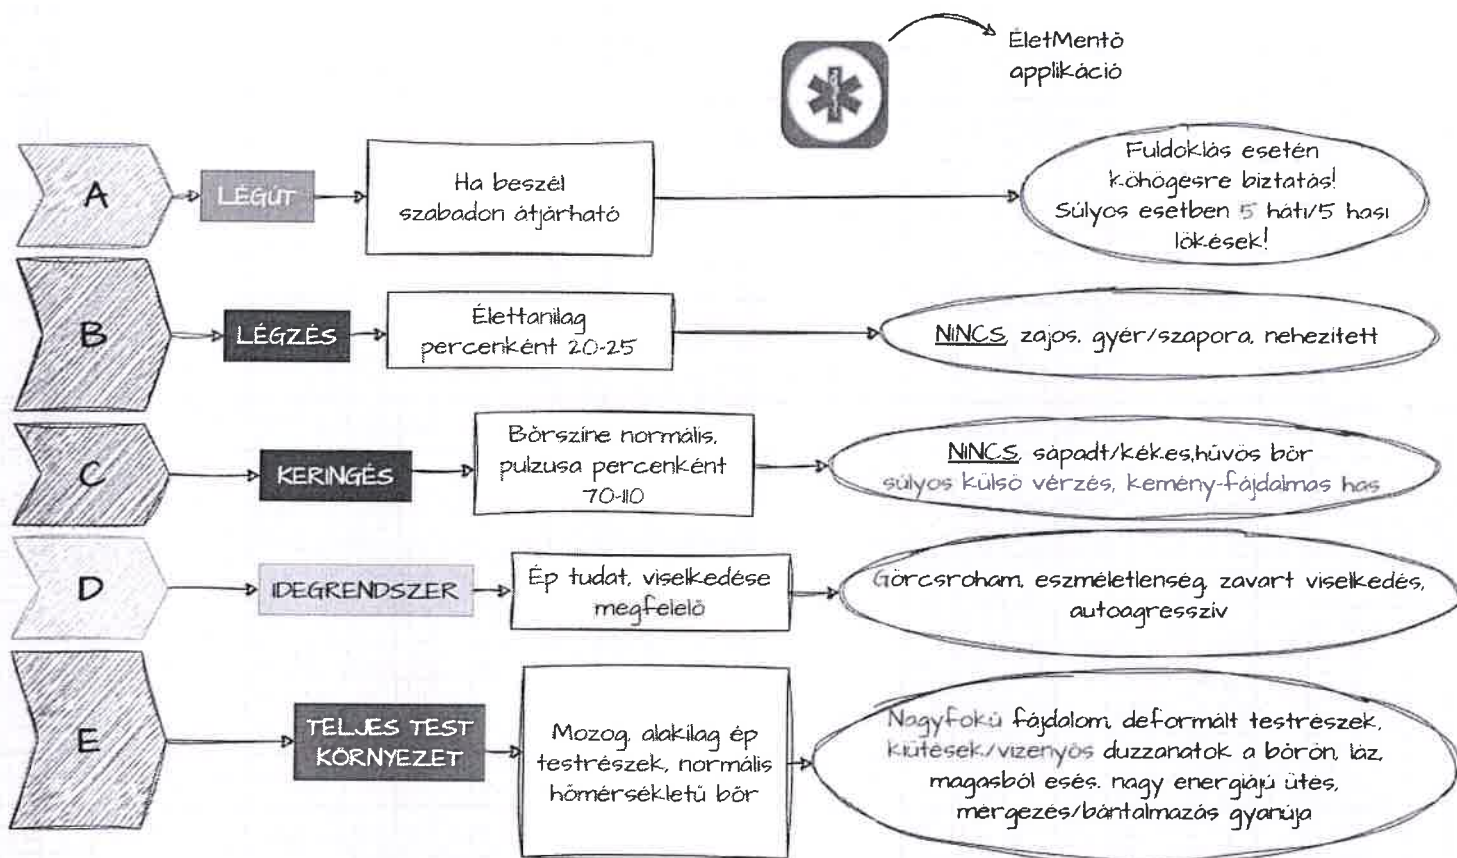 ÉletMentő
applikáció
A
LÉGÚT
Ha beszél
szabadon átjárható
Fuldoklás esetén
köhögésre biztatás!
Súlyos esetben 5 háti/5 hasi
lökések!
B
LÉGZÉS
Élettanilag
percenként 20-25
NINCS, zajos, gyér/szapora, nehezített
C
KERINGÉS
Bőrszíne normális,
pulzusa percenként
70-110
NINCS, sápadt/kékes,hűvös bőr
súlyos külső vérzés, kemény-fájdalmas has
D
IDEGRENDSZER
Ép tudat, viselkedése
megfelelő
Görcsroham, eszméletlenség, zavart viselkedés,
autoagresszív
E
TELJES TEST
KÖRNYEZET
Mozog, alakilag ép
testrészek, normális
hőmérsékletű bőr
Nagyfokú fájdalom, deformált testrészek,
kiütések/vizenyős duzzanatok a bőrön, láz,
magasból esés, nagy energiájú ütés,
mérgezés/bántalmazás gyanúja